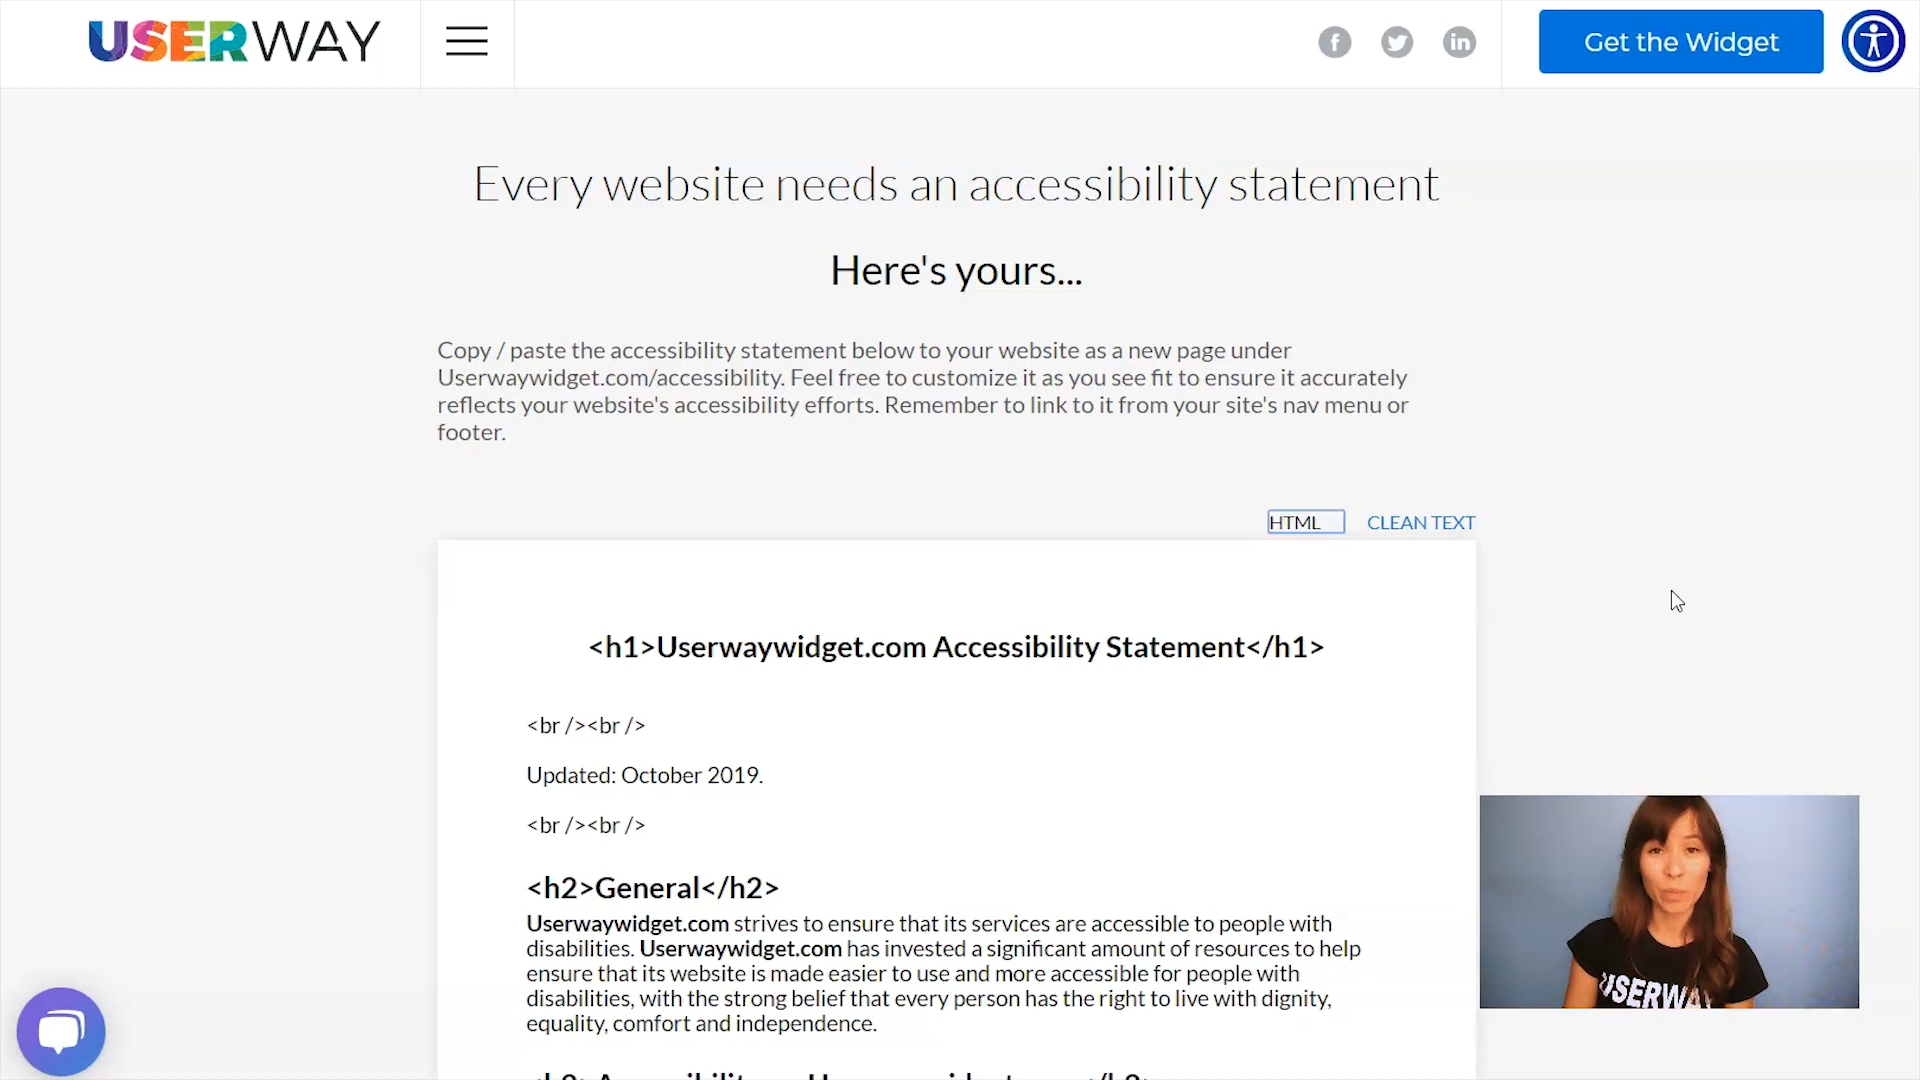 USERWAY
Get the Widget
Every website needs an accessibility statement
Here's yours...
Copy / paste the accessibility statement below to your website as a new page under
Userwaywidget.com/accessibility. Feel free to customize it as you see fit to ensure it accurately
reflects your website's accessibility efforts. Remember to link to it from your site's nav menu or
footer.
HTML CLEAN TEXT
<h1>Userwaywidget.com Accessibility Statement</h1>
<br /><br />
Updated: October 2019.
<br /><br />
<h2>General</h2>
Userwaywidget.com strives to ensure that its services are accessible to people with
disabilities. Userwaywidget.com has invested a significant amount of resources to help
ensure that its website is made easier to use and more accessible for people with
disabilities, with the strong belief that every person has the right to live with dignity,
equality, comfort and independence.
USERWAY